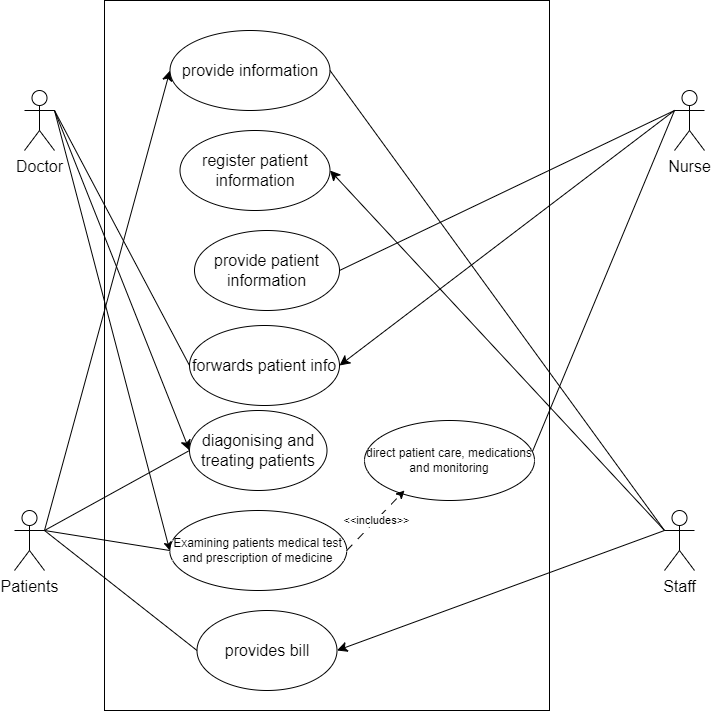 provide information
Doctor
Nurse
register patient
information
provide patient
information
forwards patient info
diagonising and
treating patients
direct patient care, medications
and monitoring
<<includes>>
Examining patients medical test
and prescription of medicine
Patients
Staff
provides bill